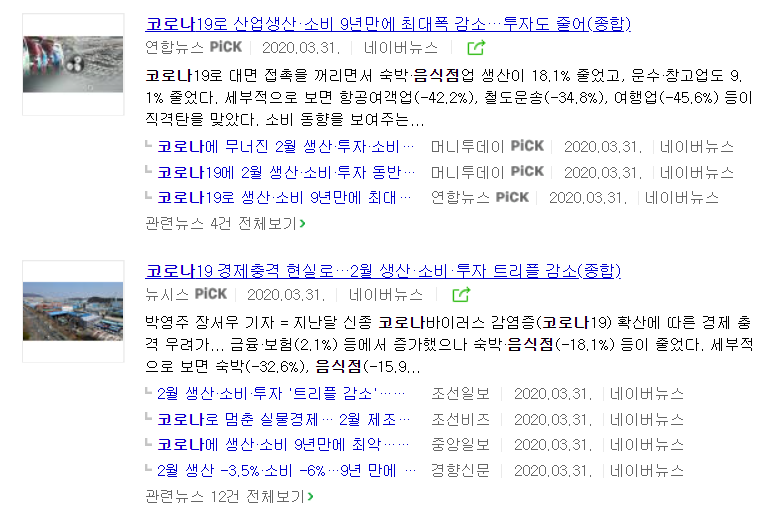 코로나19로 산업생산·소비 9년만에 최대폭 감소…투자도 줄어(종합)
연합뉴스 PiCK 2020.03.31. 네이버뉴스
코로나19로 대면 접촉을 꺼리면서 숙박·음식점업 생산이 18.1% 줄었고, 운수·창고업도 9.
1% 줄었다. 세부적으로 보면 항공여객업(-42.2%), 철도운송(-34.8%), 여행업(-45.6%) 등이
직격탄을 맞았다. 소비 동향을 보여주는...
코로나에 무너진 2월 생산·투자·소비… 머니투데이 PiCK 2020.03.31. 네이버뉴스
코로나19에 2월 생산·소비·투자 동반… 머니투데이 PiCK 2020.03.31. 네이버뉴스
코로나19로 생산·소비 9년만에 최대… 연합뉴스 PiCK 2020.03.31. 네이버뉴스
관련뉴스 4건 전체보기
코로나19 경제충격 현실로…2월 생산·소비·투자 트리플 감소(종합)
뉴시스 PiCK 2020.03.31. 네이버뉴스
박영주 장서우 기자 = 지난달 신종 코로나바이러스 감염증(코로나19) 확산에 따른 경제 충
격 우려가... 금융·보험(2.1%) 등에서 증가했으나 숙박·음식점(-18.1%) 등이 줄었다. 세부적
으로 보면 숙박(-32.6%), 음식점(-15.9...
2월 생산·소비·투자 '트리플 감소'…… 조선일보 2020.03.31. 네이버뉴스
코로나로 멈춘 실물경제… 2월 제조… 조선비즈 2020.03.31. 네이버뉴스
코로나에 생산·소비 9년만에 최악…… 중앙일보 2020.03.31. 네이버뉴스
2월 생산 -3.5%·소비 -6%…9년 만에 … 경향신문 2020.03.31. 네이버뉴스
관련뉴스 12건 전체보기